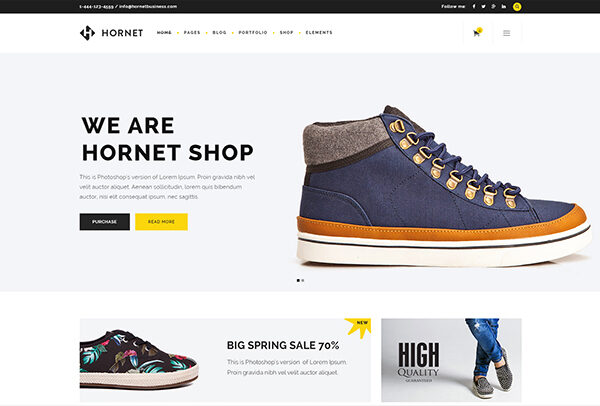 1-444-123-4559 / info@hornetbusiness.com
Follow me:
HORNET
HOME PAGES BLOG PORTFOLIO SHOP ELEMENTS
WE ARE
HORNET SHOP
This is Photoshop's version of Lorem Ipsum. Proin gravida nibh vel
velit auctor aliquet. Aenean sollicitudin, lorem quis bibendum
auctor, nisi elit consequat ipsum, nec sagittis.
PURCHASE READ MORE
NEW
BIG SPRING SALE 70%
This is Photoshop's version of Lorem
Ipsum. Proin gravida nibh vel velit
auctor aliquet.
HIGH
QUALITY
GUARANTEED